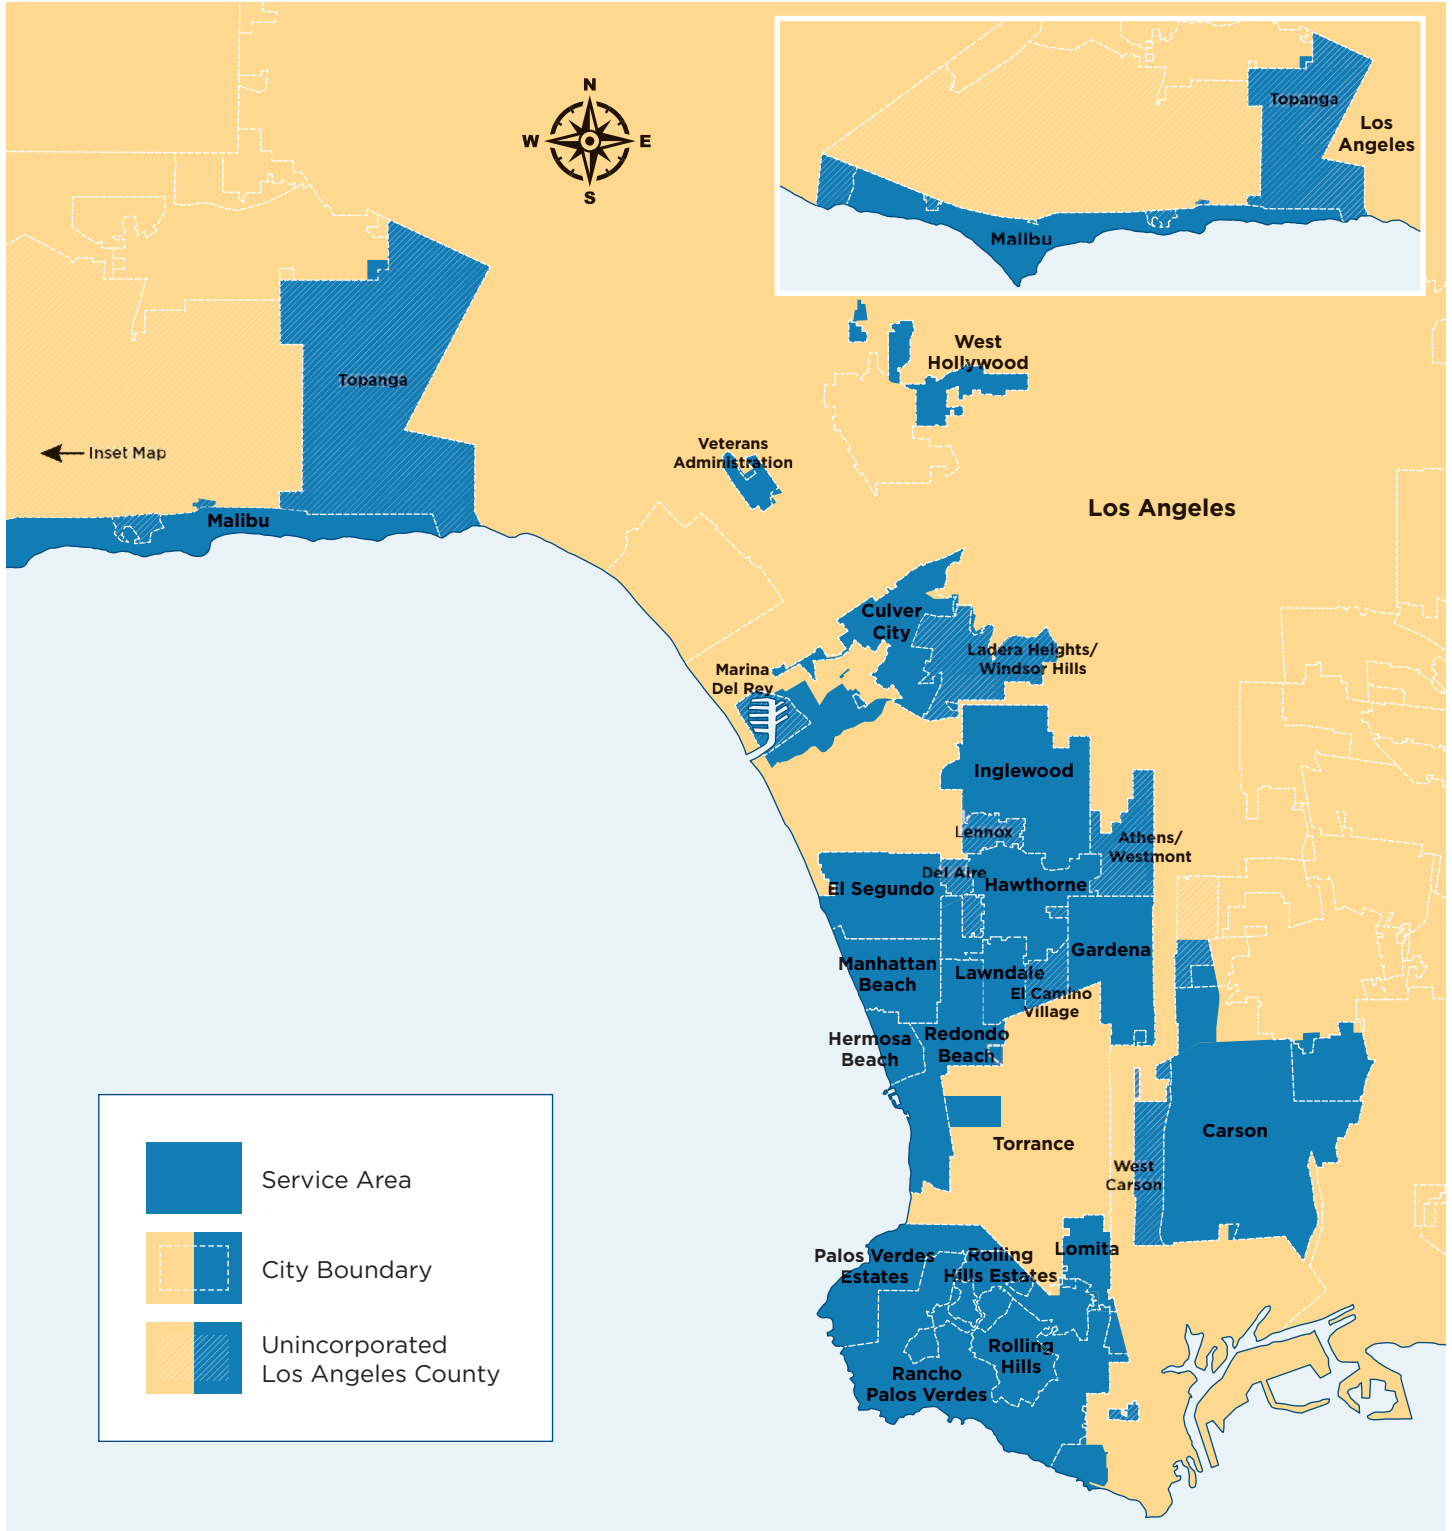 N
W
E
S
Topanga
Los
Angeles
Malibu
West
Hollywood
Topanga
Inset Map
Veterans
Administration
Los Angeles
Malibu
Culver
City
Ladera Heights/
Windsor Hills
Marina
Del Rey
Inglewood
Lennox
Athens/
Westmont
Del Aire
El Segundo
Hawthorne
Gardena
Manhattan
Beach
Lawndale
El Camino
Village
Hermosa
Beach
Redondo
Beach
Carson
Torrance
West
Carson
Palos Verdes
Estates
Rolling
Hills Estates
Lomita
Rolling
Hills
Rancho
Palos Verdes
Service Area
City Boundary
Unincorporated
Los Angeles County